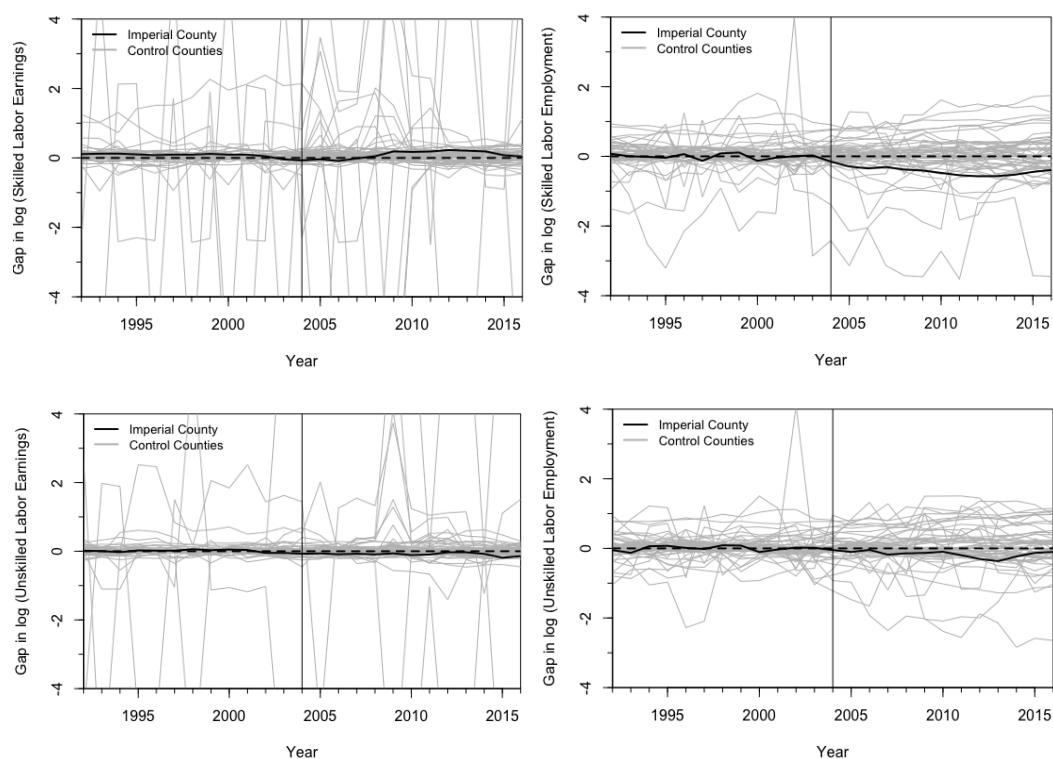 Gap in log (Skilled Labor Earnings)
4
2
0
-2
-4
Imperial County
Control Counties
1995
2000
2005
2010
2015
Year
Gap in log (Skilled Labor Employment)
4
2
0
-2
-4
Imperial County
Control Counties
1995
2000
2005
2010
2015
Year
Gap in log (Unskilled Labor Earnings)
4
2
0
-2
-4
Imperial County
Control Counties
1995
2000
2005
2010
2015
Year
Gap in log (Unskilled Labor Employment)
4
2
0
-2
-4
Imperial County
Control Counties
1995
2000
2005
2010
2015
Year